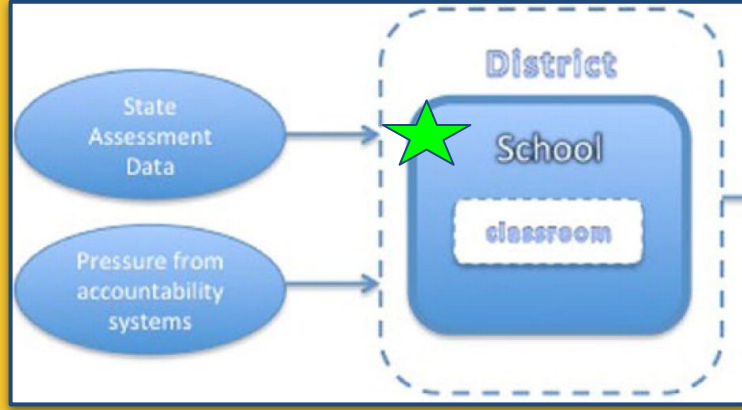 State
Assessment
Data
Pressure from
accountability
systems
District
School
classroom